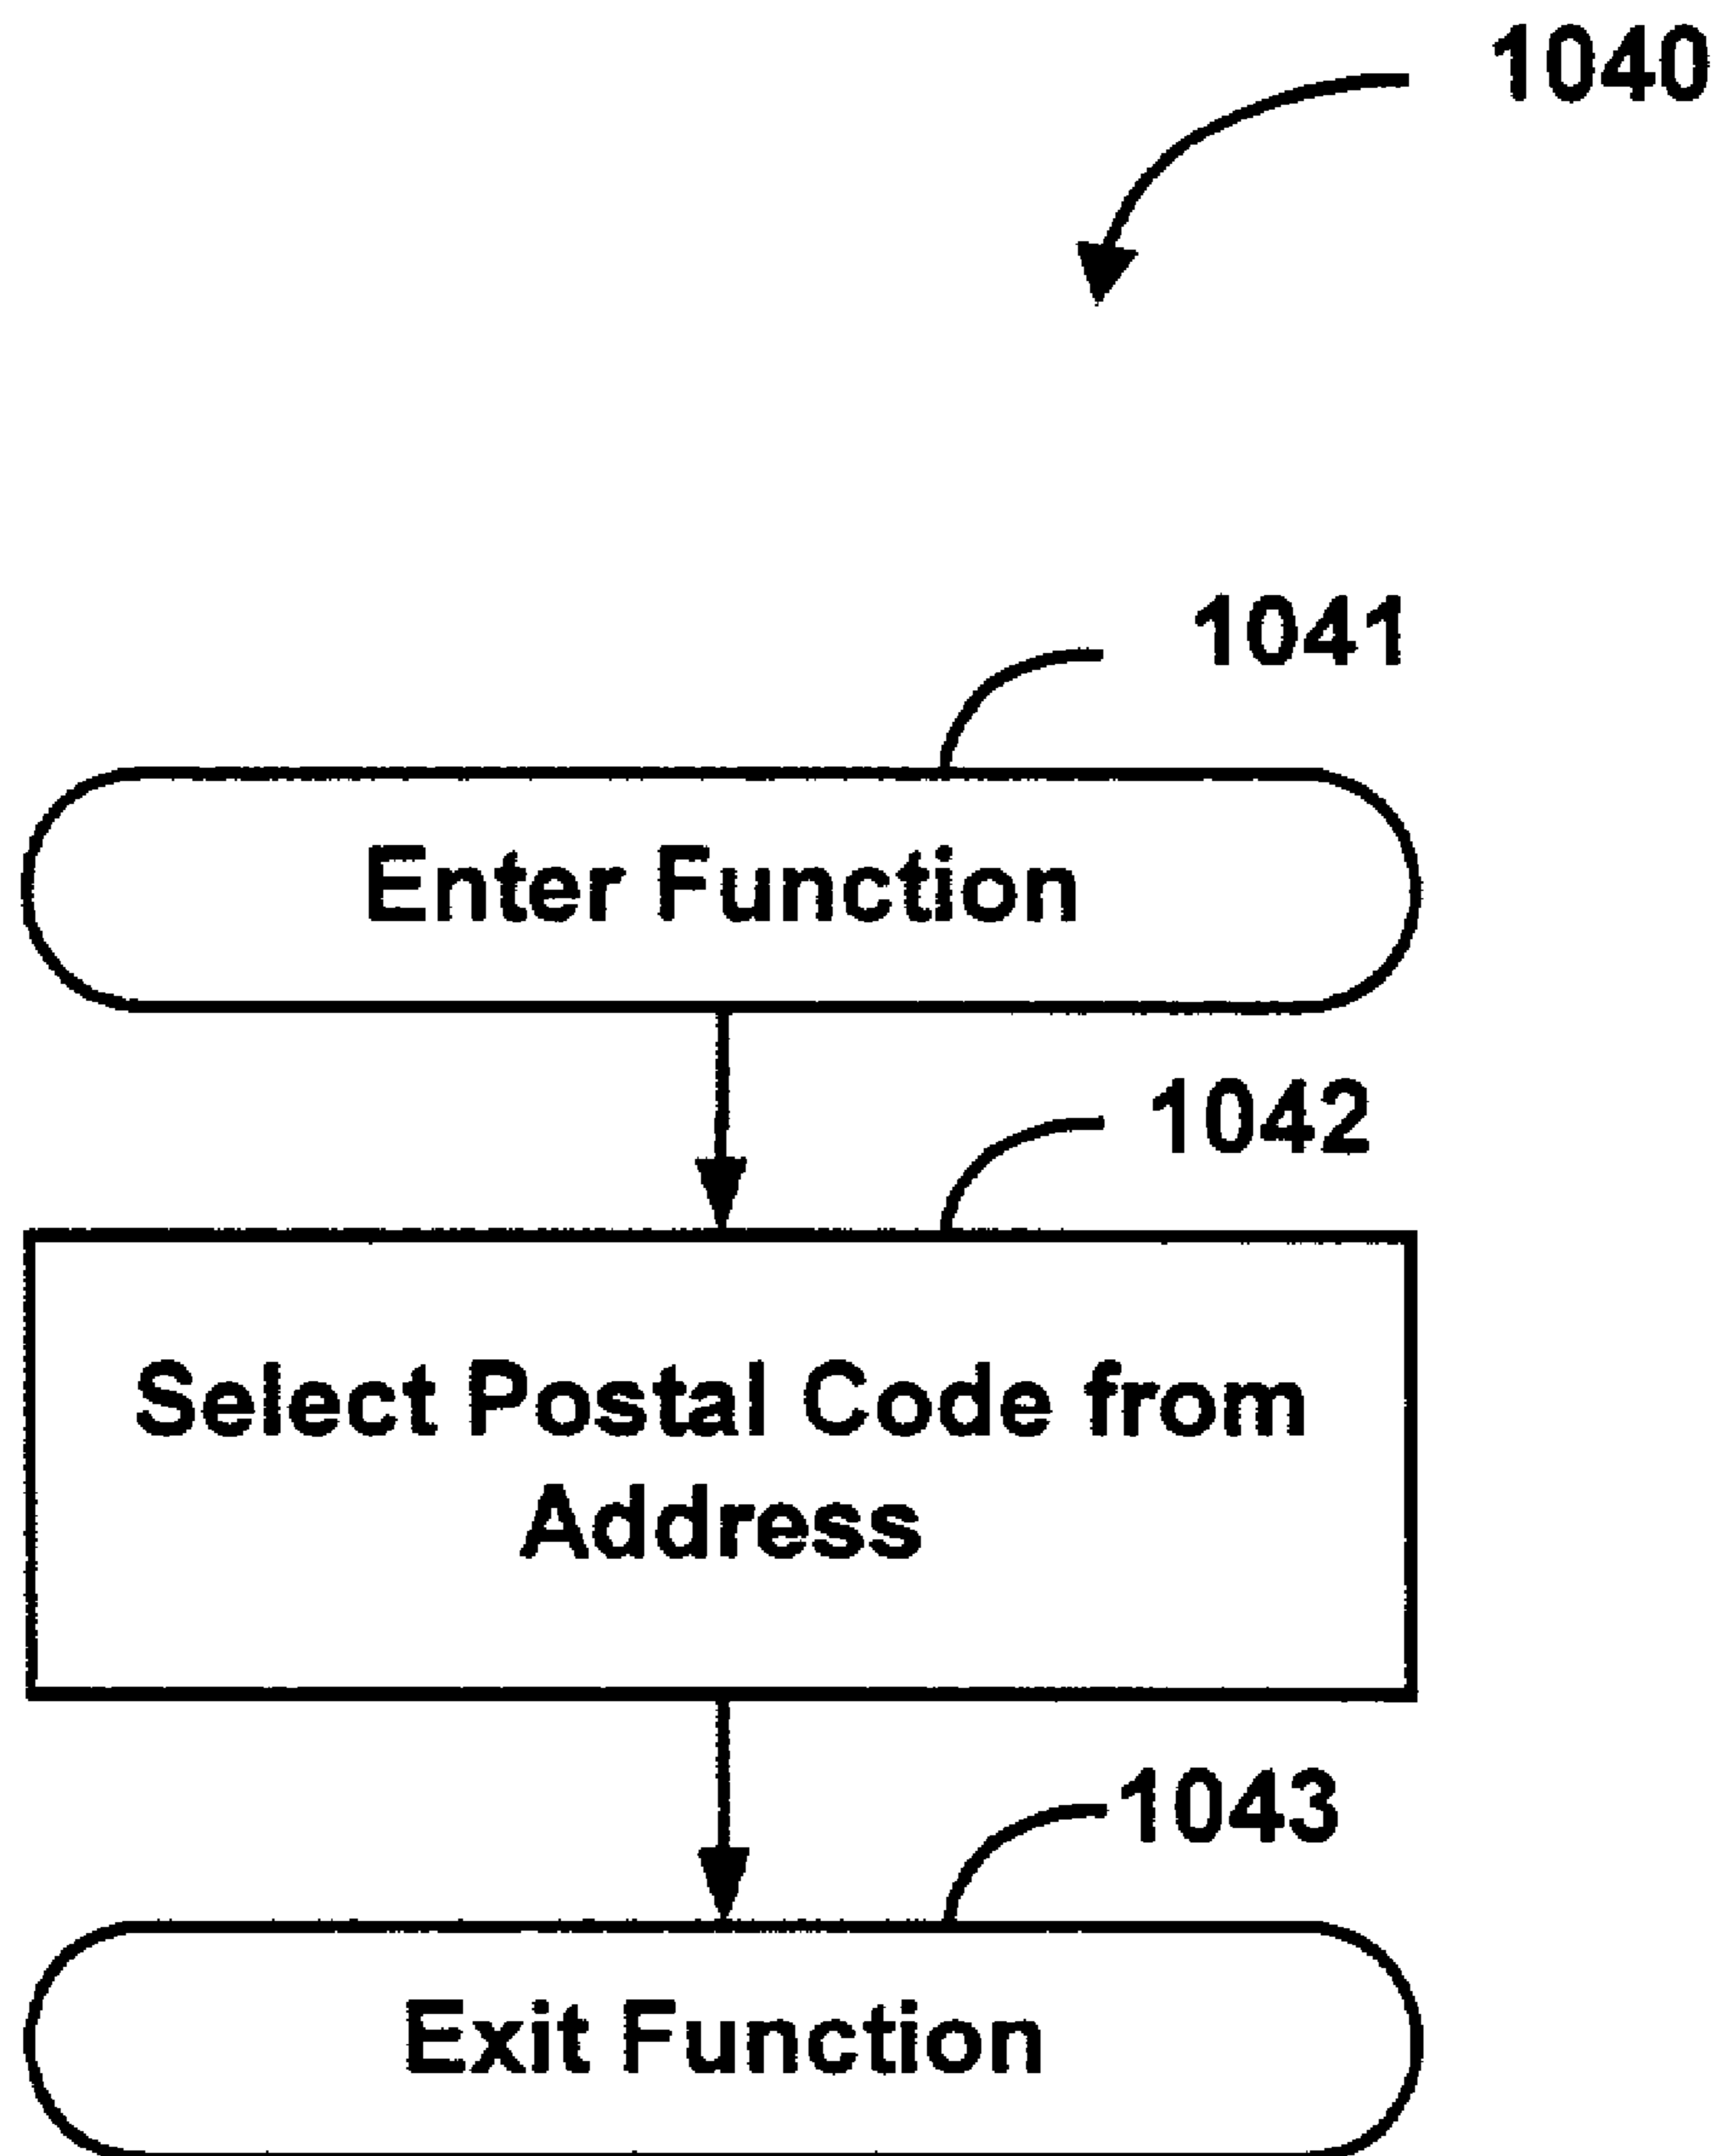 1040
1041
Enter Function
1042
Select Postal Code from
Address
1043
Exit Function